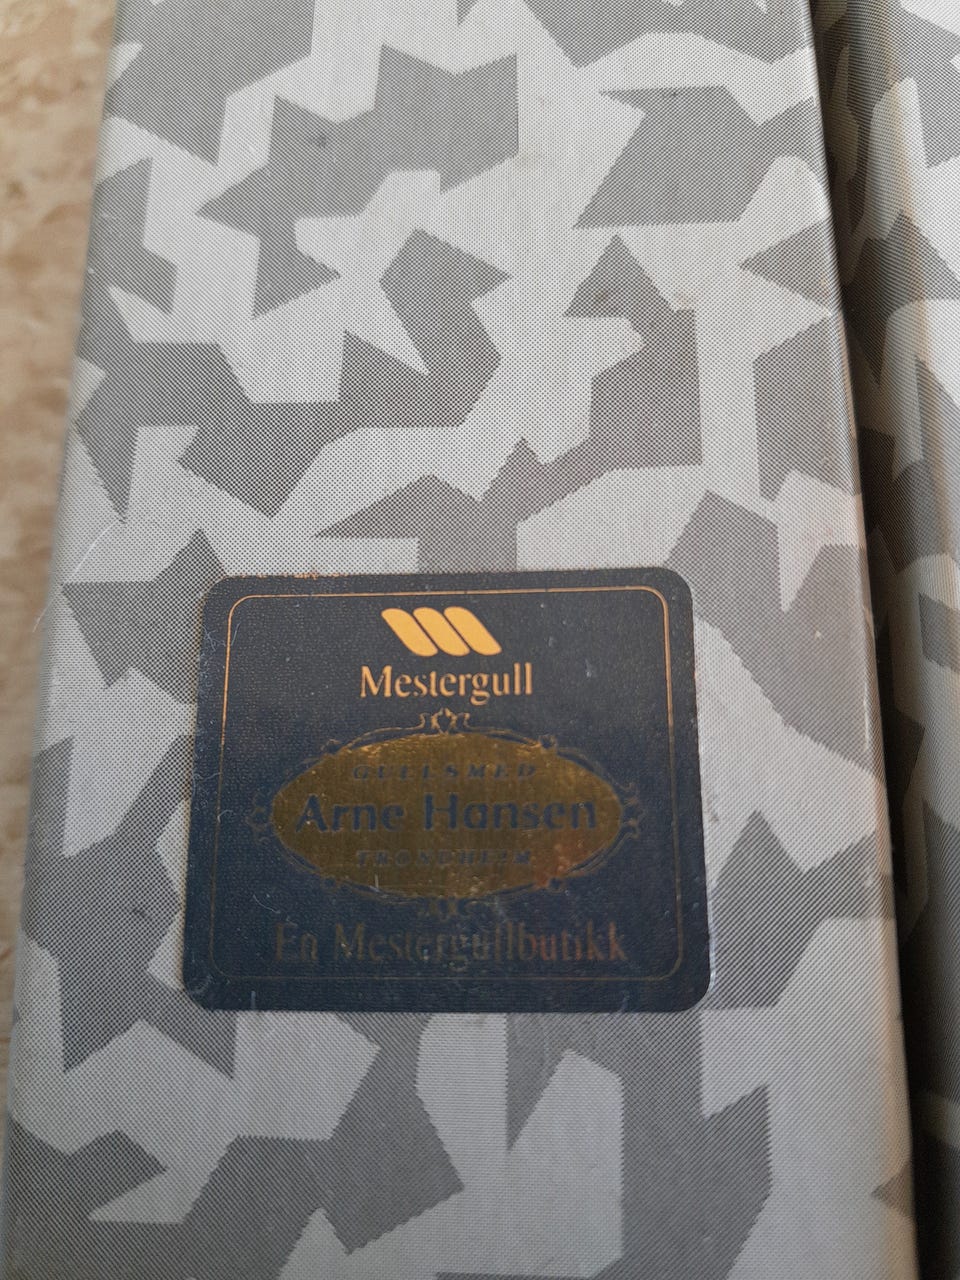 Mestergull
GULLSMED
Arne Hansen
TRONDHEIM
En Mestergullbutikk